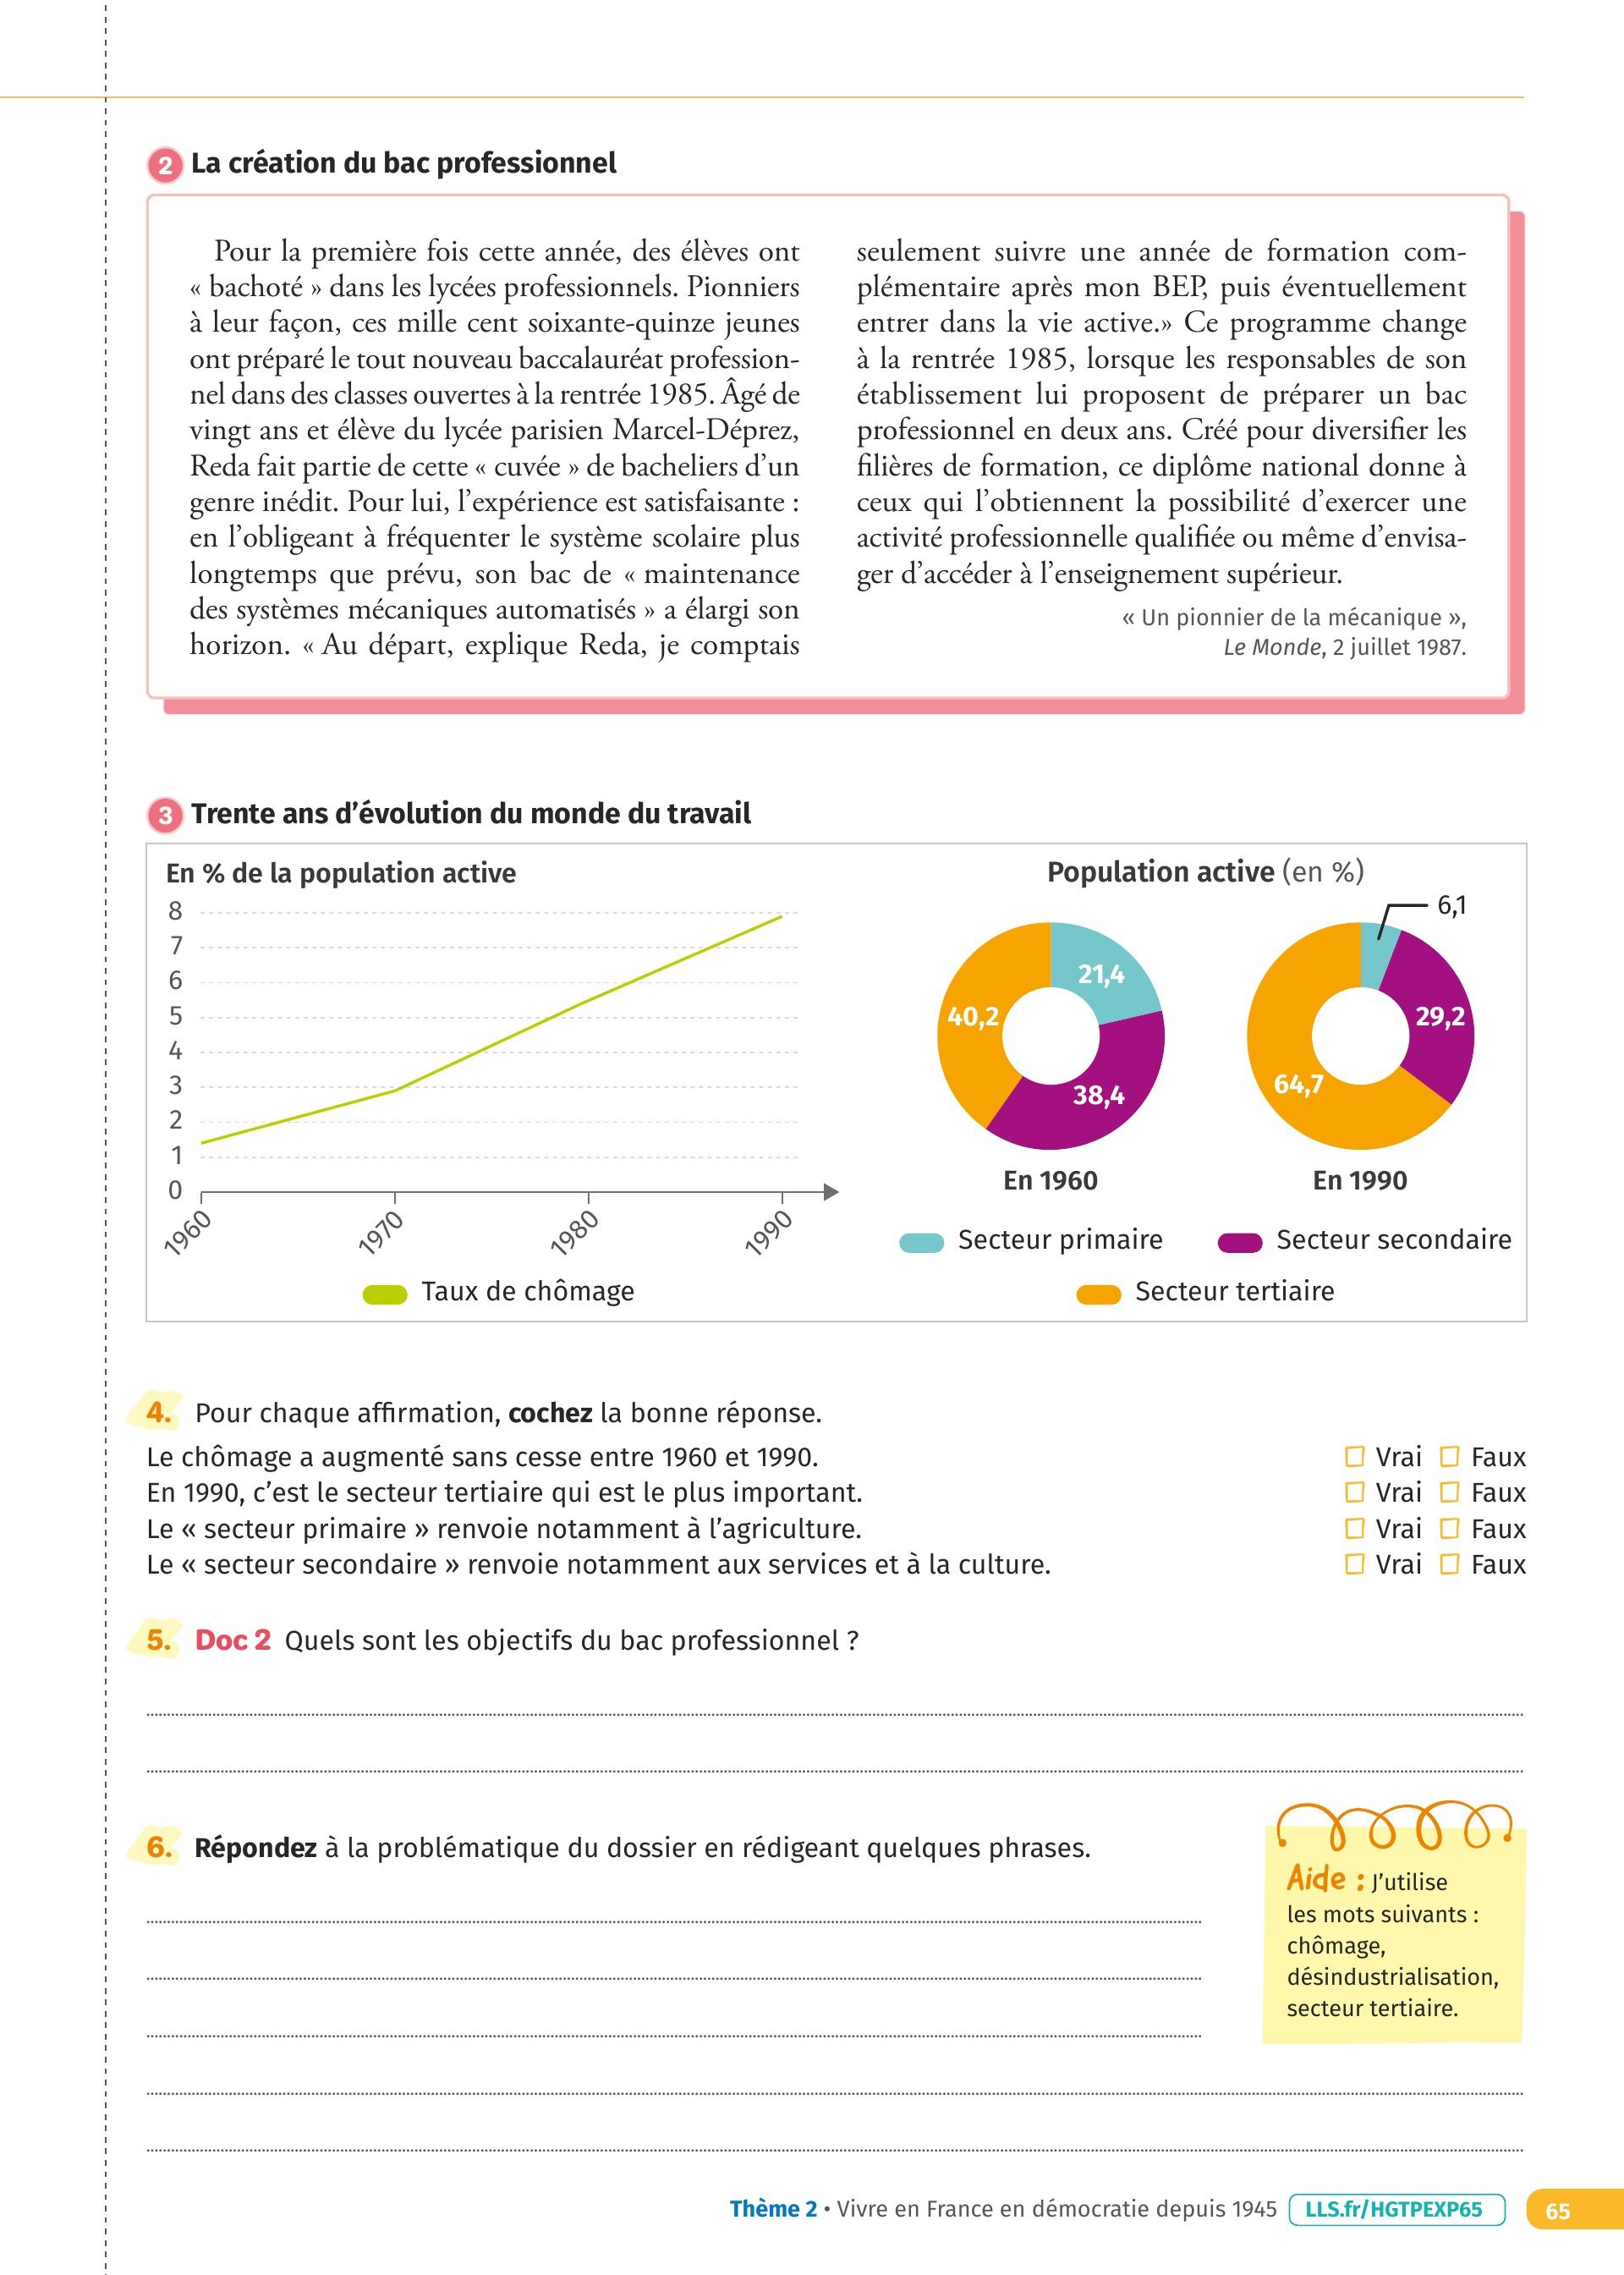 2 La création du bac professionnel
Pour la première fois cette année, des élèves ont
« bachoté » dans les lycées professionnels. Pionniers
à leur façon, ces mille cent soixante-quinze jeunes
ont préparé le tout nouveau baccalauréat profession-
nel dans des classes ouvertes à la rentrée 1985. Âgé de
vingt ans et élève du lycée parisien Marcel-Déprez,
Reda fait partie de cette « cuvée » de bacheliers d’un
genre inédit. Pour lui, l’expérience est satisfaisante :
en l’obligeant à fréquenter le système scolaire plus
longtemps que prévu, son bac de « maintenance
des systèmes mécaniques automatisés » a élargi son
horizon. « Au départ, explique Reda, je comptais
seulement suivre une année de formation com-
plémentaire après mon BEP, puis éventuellement
entrer dans la vie active.» Ce programme change
à la rentrée 1985, lorsque les responsables de son
établissement lui proposent de préparer un bac
professionnel en deux ans. Créé pour diversifier les
filières de formation, ce diplôme national donne à
ceux qui l’obtiennent la possibilité d’exercer une
activité professionnelle qualifiée ou même d’envisa-
ger d’accéder à l’enseignement supérieur.
« Un pionnier de la mécanique »,
Le Monde, 2 juillet 1987.
3 Trente ans d’évolution du monde du travail
En % de la population active
8
7
6
5
4
3
2
1
0
1960 1970 1980 1990
Taux de chômage
Population active (en %)
21,4
40,2
38,4
En 1960
6,1
29,2
64,7
En 1990
Secteur primaire Secteur secondaire
Secteur tertiaire
4. Pour chaque affirmation, cochez la bonne réponse.
Le chômage a augmenté sans cesse entre 1960 et 1990. Vrai Faux
En 1990, c’est le secteur tertiaire qui est le plus important. Vrai Faux
Le « secteur primaire » renvoie notamment à l’agriculture. Vrai Faux
Le « secteur secondaire » renvoie notamment aux services et à la culture. Vrai Faux
5. Doc 2 Quels sont les objectifs du bac professionnel ?
6. Répondez à la problématique du dossier en rédigeant quelques phrases.
Aide : J’utilise
les mots suivants :
chômage,
désindustrialisation,
secteur tertiaire.
Thème 2 • Vivre en France en démocratie depuis 1945 LLS.fr/HGTPEXP65 65